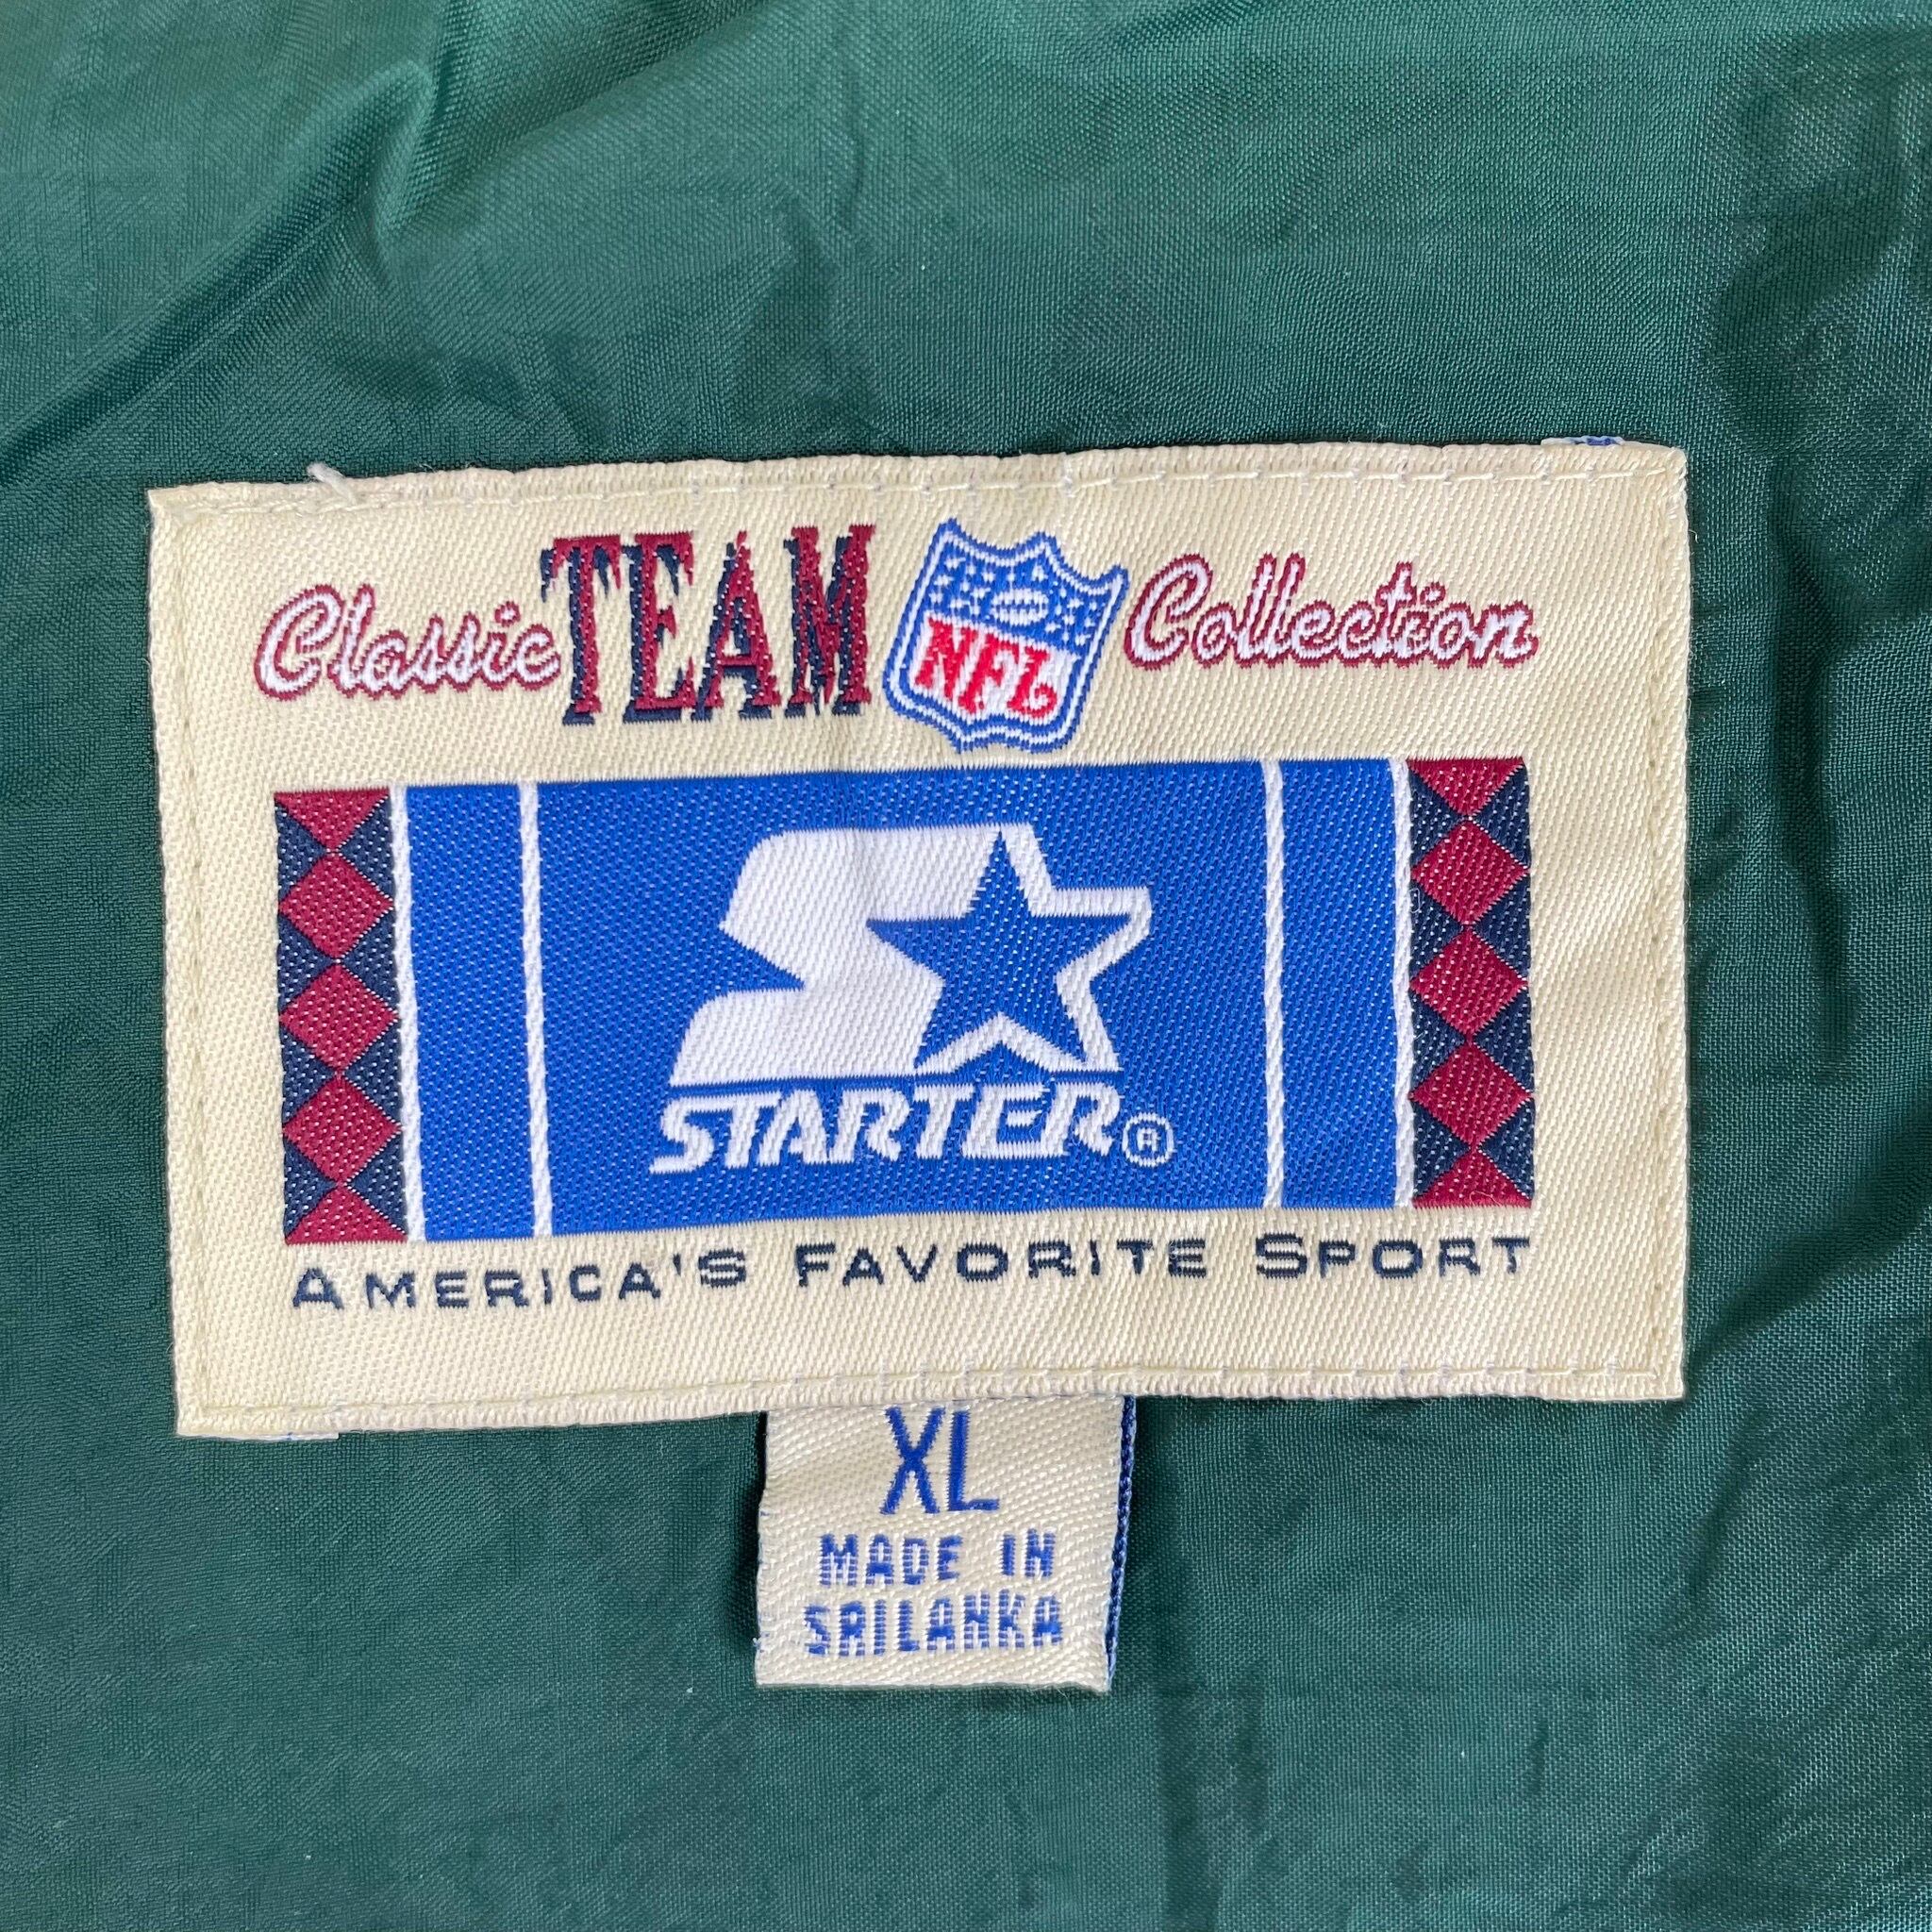 Classic TEAM NFL Collection
STARTER®
AMERICA'S FAVORITE SPORT
XL
MADE IN
SRILANKA